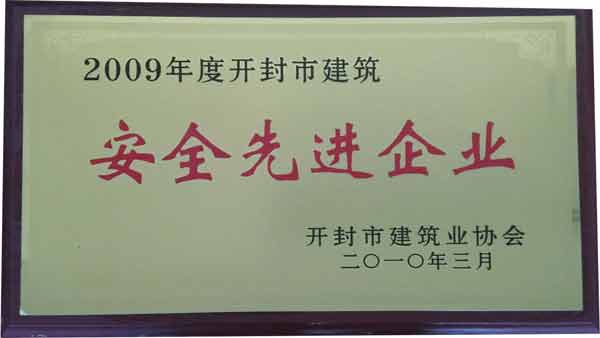 2009年度开封市建筑
安全先进企业
开封市建筑业协会
二〇一〇年三月